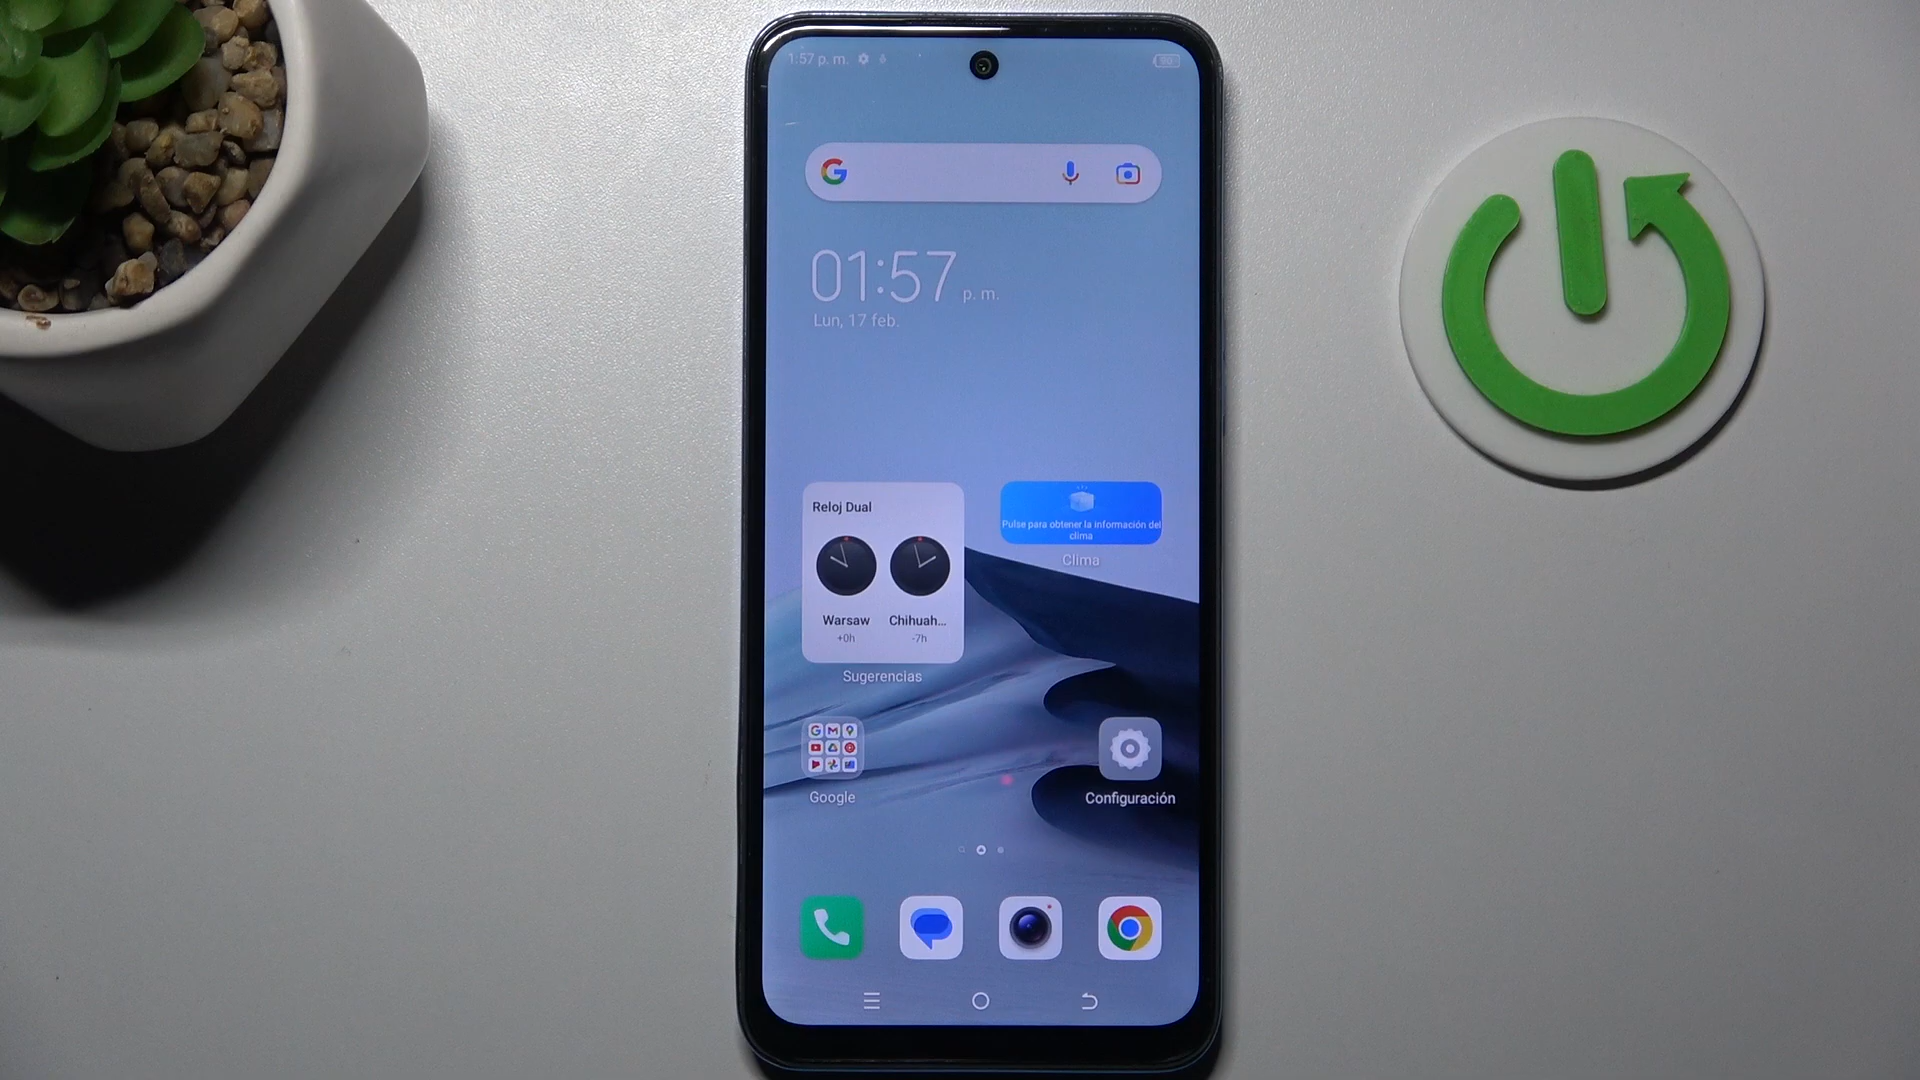 1:57 p. m.
90
01:57 p. m.
Lun, 17 feb.
Reloj Dual
Pulse para obtener la información del
clima
Clima
Warsaw
Chihuah...
+0h
-7h
Sugerencias
Google
Configuración